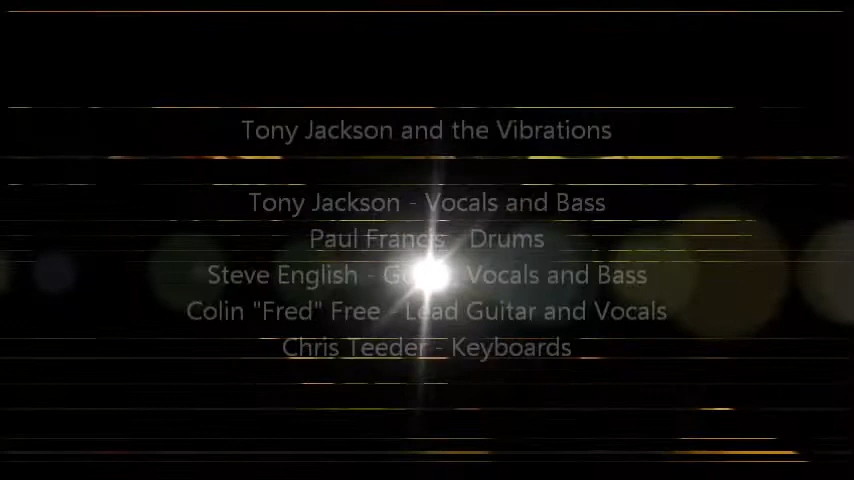 Tony Jackson and the Vibrations
Tony Jackson - Vocals and Bass
Paul Francis - Drums
Steve English - Vocals and Bass
Colin "Fred" Free - Lead Guitar and Vocals
Chris Teeder - Keyboards